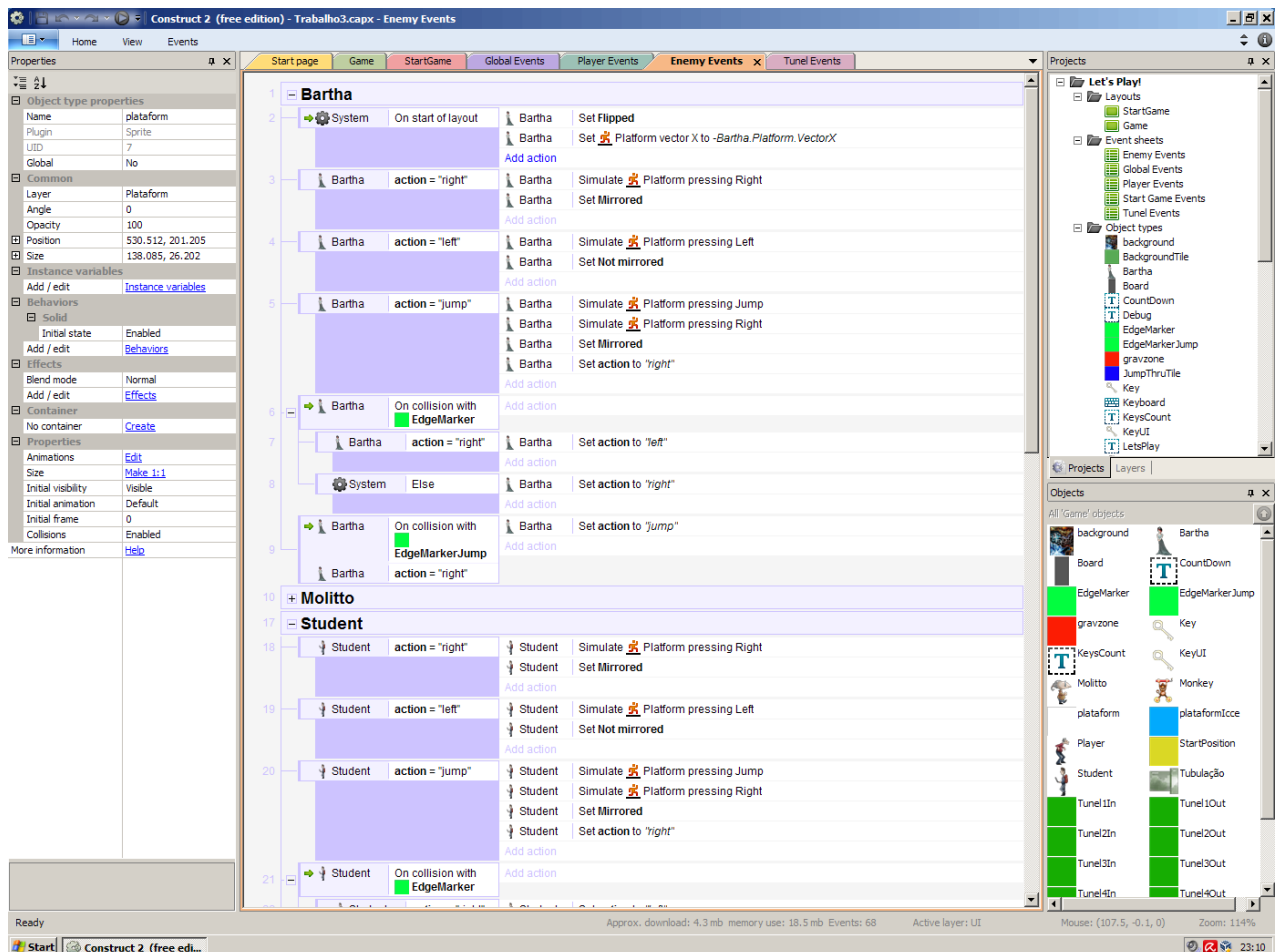 Construct 2 (free edition) - Trabalho3.capx - Enemy Events
Home View Events
Properties
Object type properties
Name plataform
Plugin Sprite
UID 7
Global No
Common
Layer Plataform
Angle 0
Opacity 100
Position 530.512, 201.205
Size 138.085, 26.202
Instance variables
Add / edit Instance variables
Behaviors
Solid
Initial state Enabled
Add / edit Behaviors
Effects
Blend mode Normal
Add / edit Effects
Container
No container Create
Properties
Animations Edit
Size Make 1:1
Initial visibility Visible
Initial animation Default
Initial frame 0
Collisions Enabled
More information Help
Start page Game StartGame Global Events Player Events Enemy Events x Tunel Events
1 Bartha
2 System On start of layout Bartha Set Flipped
Bartha Set Platform vector X to -Bartha.Platform.VectorX
Add action
3 Bartha action = "right" Bartha Simulate Platform pressing Right
Bartha Set Mirrored
Add action
4 Bartha action = "left" Bartha Simulate Platform pressing Left
Bartha Set Not mirrored
Add action
5 Bartha action = "jump" Bartha Simulate Platform pressing Jump
Bartha Simulate Platform pressing Right
Bartha Set Mirrored
Bartha Set action to "right"
Add action
6 Bartha On collision with EdgeMarker Add action
7 Bartha action = "right" Bartha Set action to "left"
Add action
8 System Else Bartha Set action to "right"
Add action
9 Bartha On collision with EdgeMarkerJump Bartha Set action to "jump"
Add action
Bartha action = "right"
10 Molitto
17 Student
18 Student action = "right" Student Simulate Platform pressing Right
Student Set Mirrored
Add action
19 Student action = "left" Student Simulate Platform pressing Left
Student Set Not mirrored
Add action
20 Student action = "jump" Student Simulate Platform pressing Jump
Student Simulate Platform pressing Right
Student Set Mirrored
Student Set action to "right"
Add action
21 Student On collision with EdgeMarker Add action
Projects
Let's Play!
Layouts
StartGame
Game
Event sheets
Enemy Events
Global Events
Player Events
Start Game Events
Tunel Events
Object types
background
BackgroundTile
Bartha
Board
CountDown
Debug
EdgeMarker
EdgeMarkerJump
gravzone
JumpThruTile
Key
Keyboard
KeysCount
KeyUI
LetsPlay
Projects Layers
Objects
All 'Game' objects
background Bartha
Board CountDown
EdgeMarker EdgeMarkerJump
gravzone Key
KeysCount KeyUI
Molitto Monkey
plataform plataformIcce
Player StartPosition
Student Tubulação
Tunel1In Tunel1Out
Tunel2In Tunel2Out
Tunel3In Tunel3Out
Tunel4In Tunel4Out
Ready Approx. download: 4.3 mb memory use: 18.5 mb Events: 68 Active layer: UI Mouse: (107.5, -0.1, 0) Zoom: 114%
Start Construct 2 (free edi... 23:10